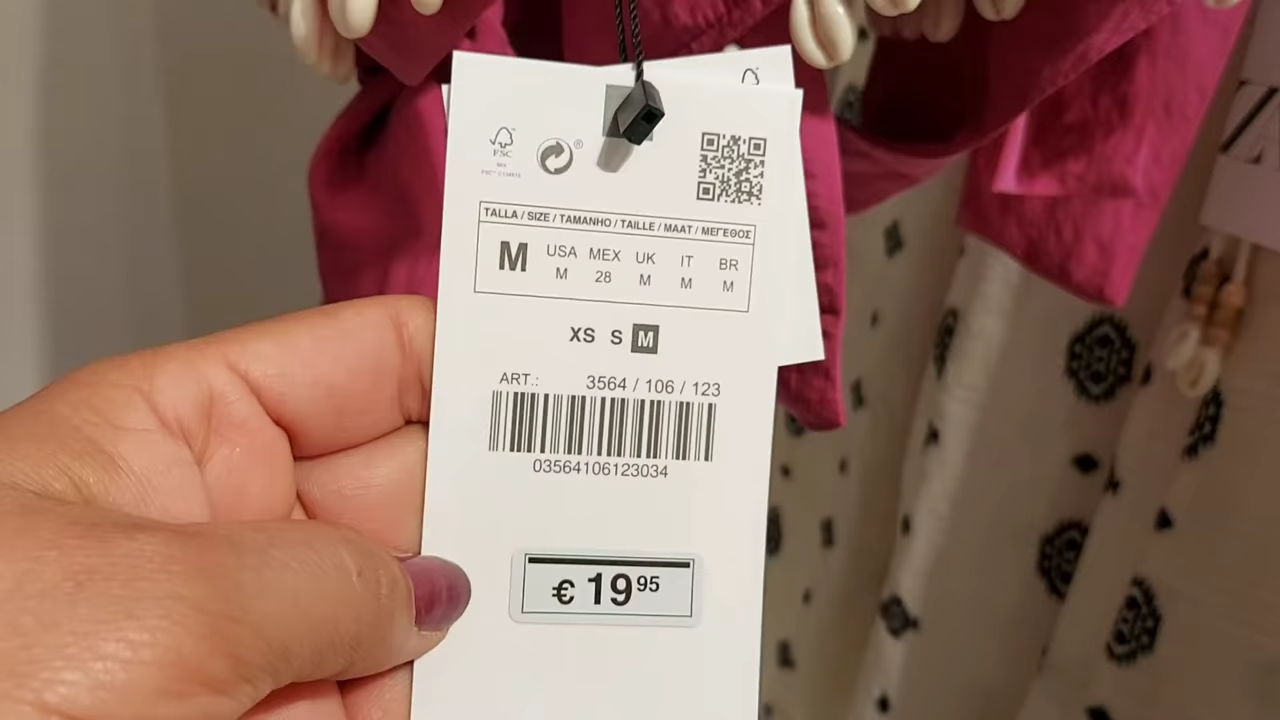 FSC
MIX
®
TALLA / SIZE / TAMANHO / TAILLE / MAAT / ΜΕΓΕΘΟΣ
M USA MEX UK IT BR
M 28 M M M
XS S M
ART.: 3564 / 106 / 123
03564106123034
€ 19 95